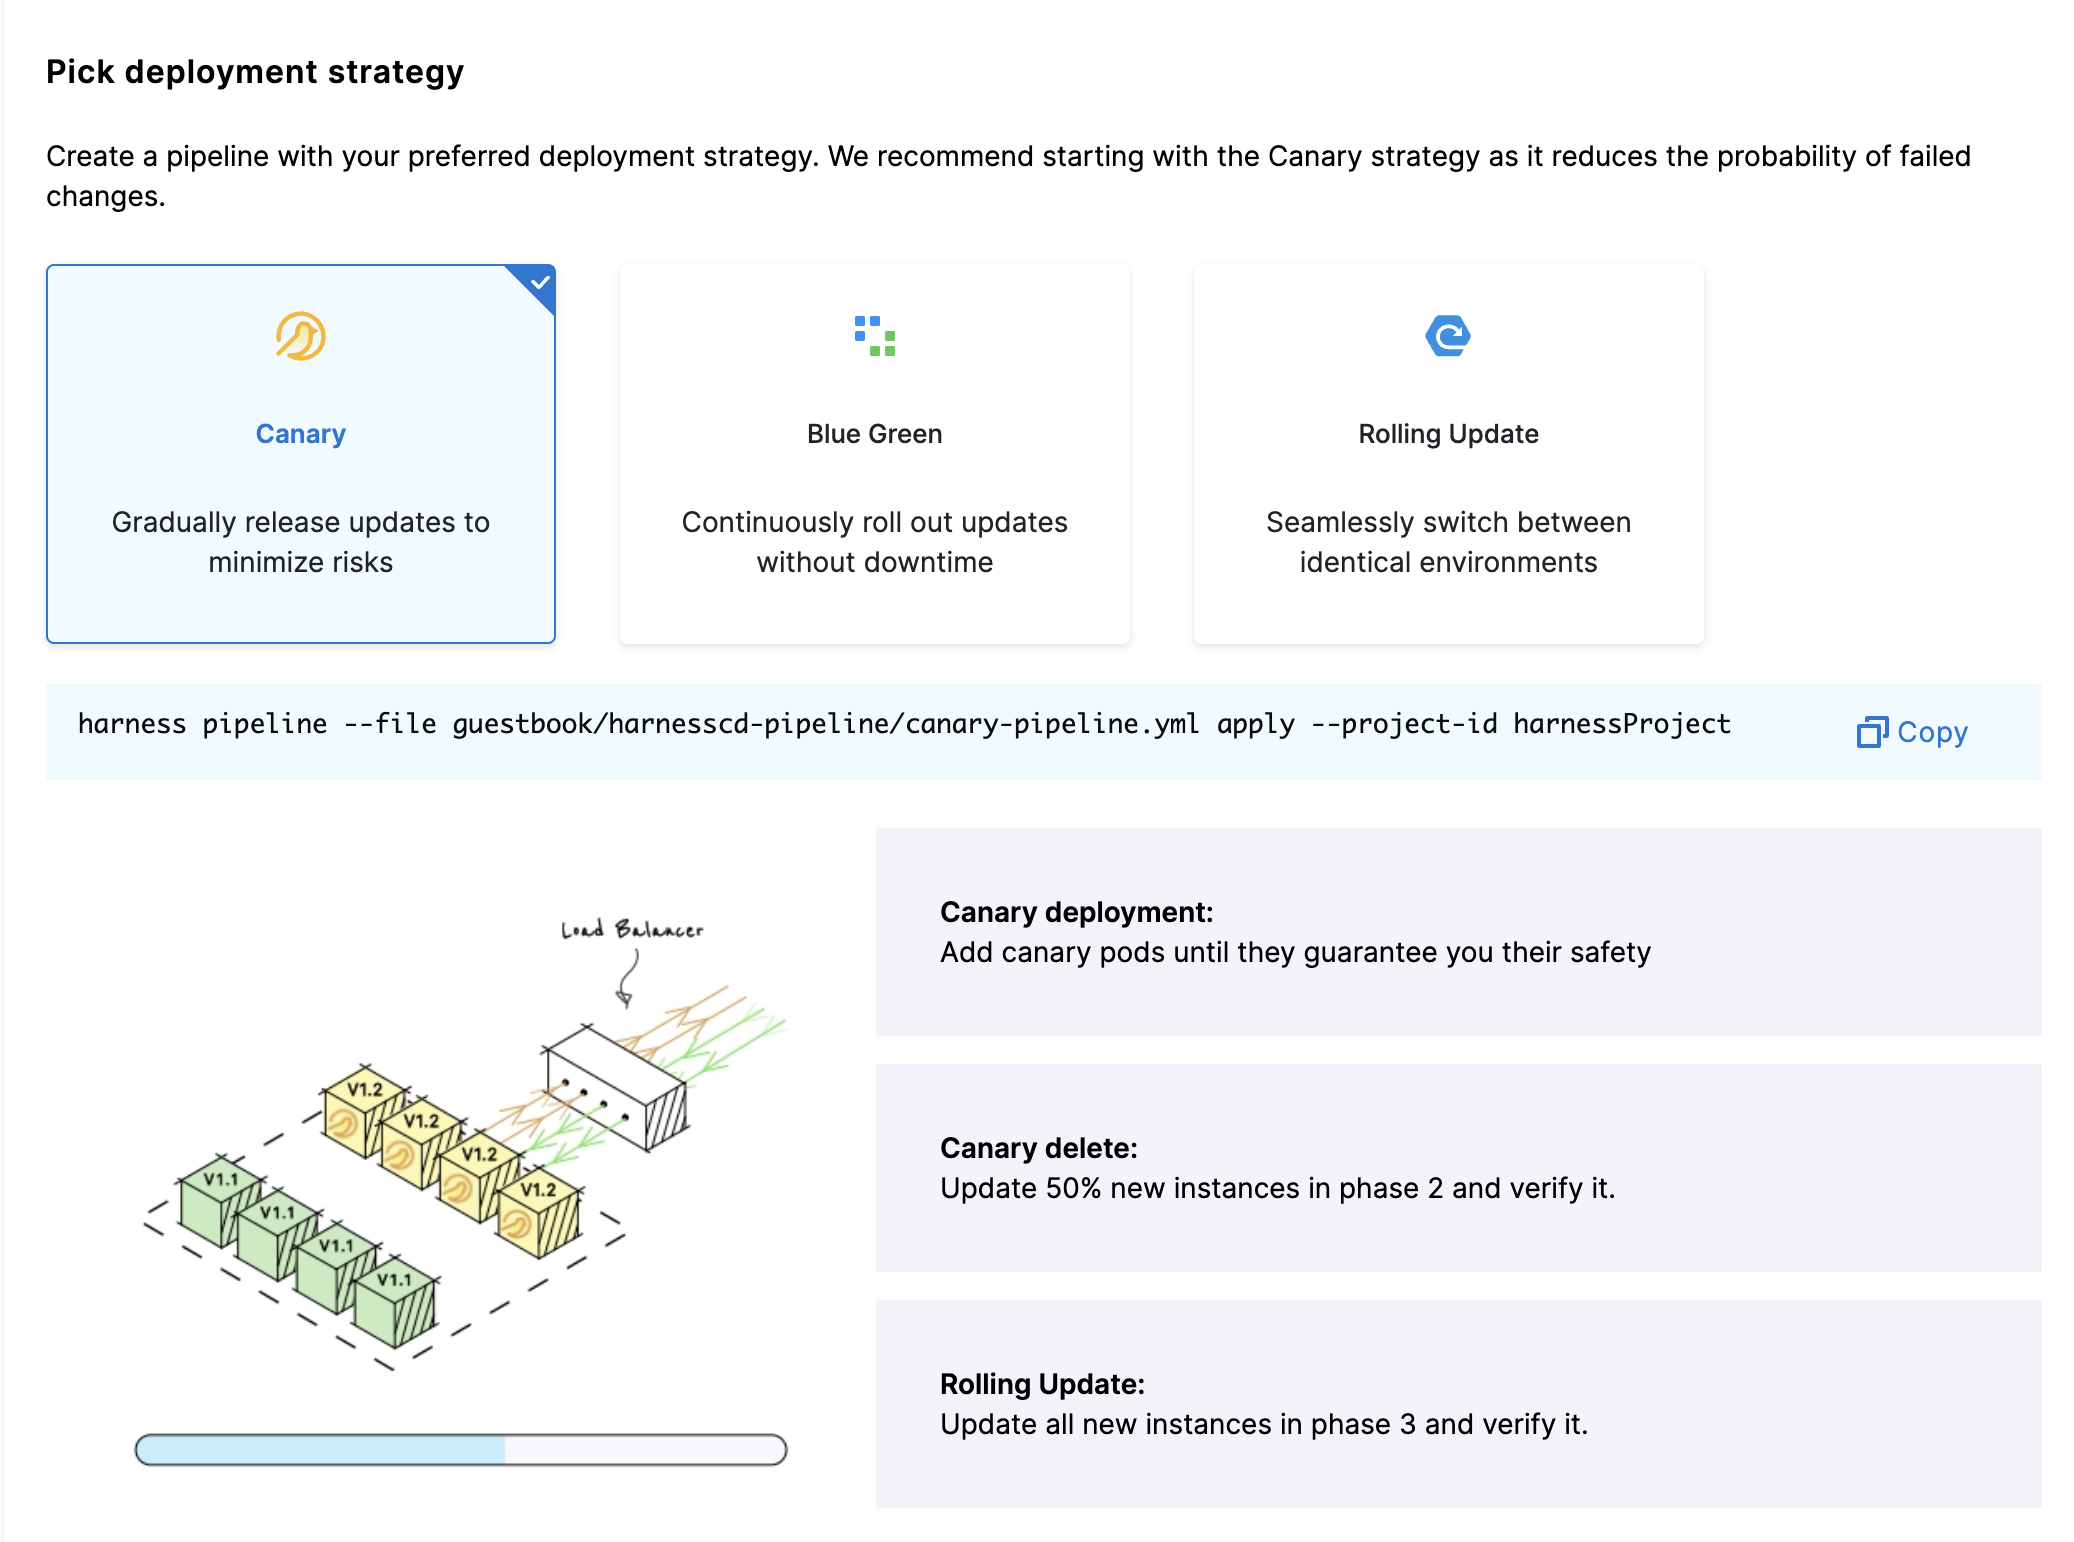 Pick deployment strategy
Create a pipeline with your preferred deployment strategy. We recommend starting with the Canary strategy as it reduces the probability of failed
changes.
Canary
Gradually release updates to
minimize risks
Blue Green
Continuously roll out updates
without downtime
Rolling Update
Seamlessly switch between
identical environments
harness pipeline --file guestbook/harnesscd-pipeline/canary-pipeline.yml apply --project-id harnessProject
Copy
Load Balancer
V1.2
V1.2
V1.2
V1.2
V1.1
V1.1
V1.1
V1.1
Canary deployment:
Add canary pods until they guarantee you their safety
Canary delete:
Update 50% new instances in phase 2 and verify it.
Rolling Update:
Update all new instances in phase 3 and verify it.